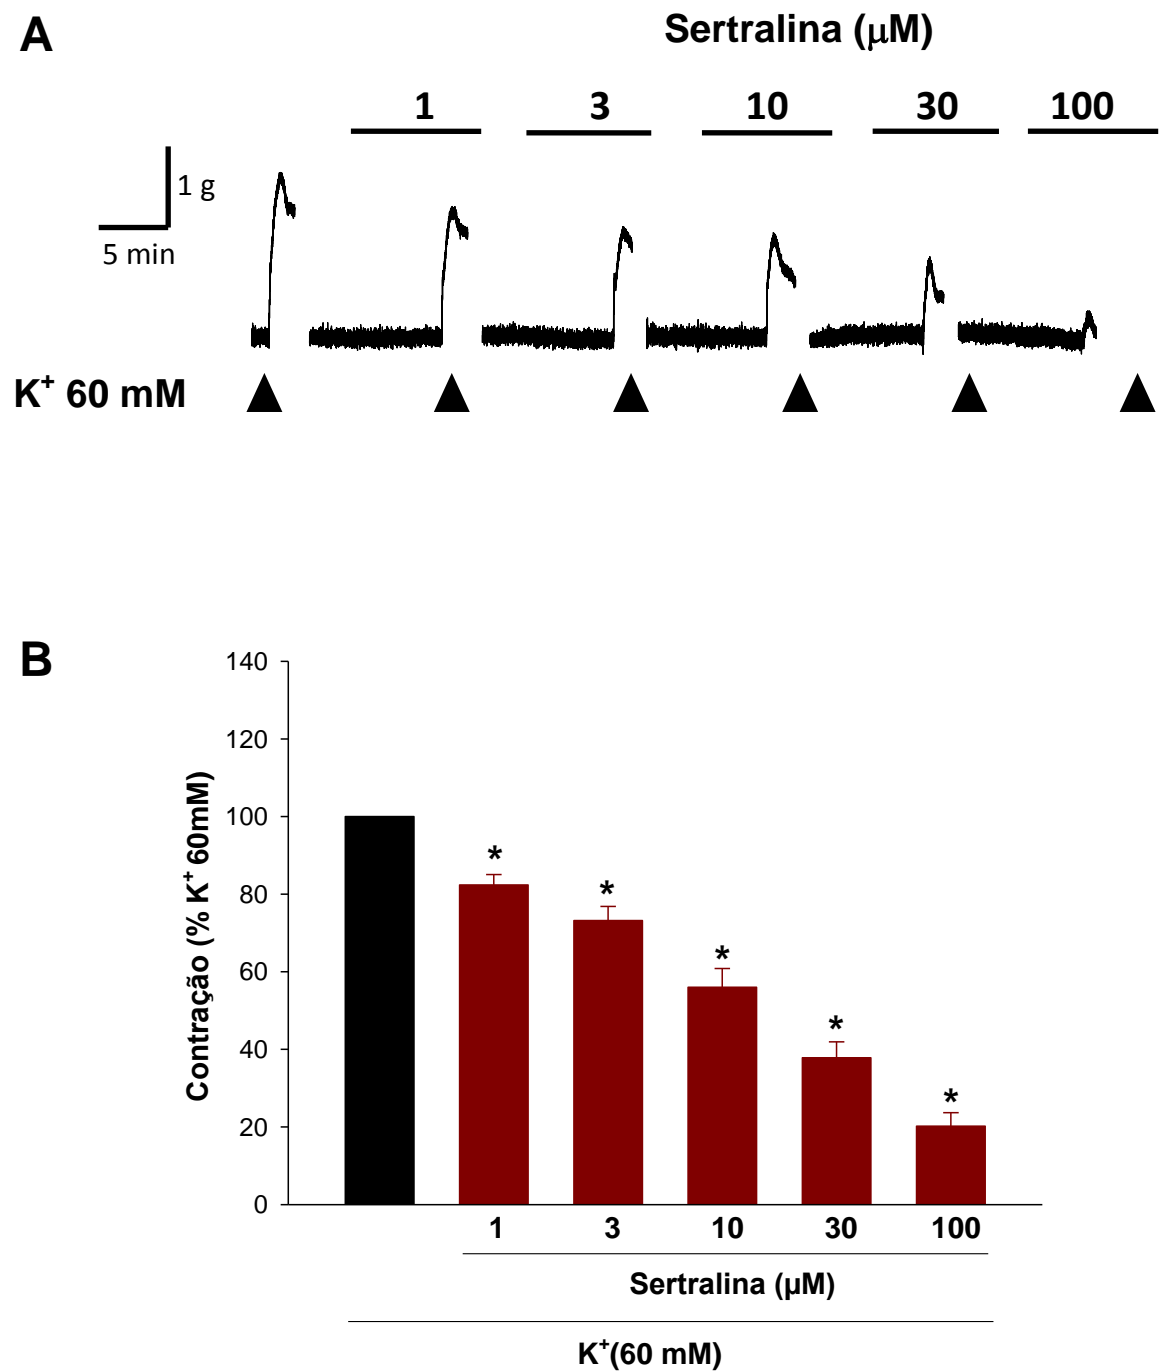 A
Sertralina (μM)
1 3 10 30 100
1 g
5 min
K⁺ 60 mM
B
140
120
100
80
60
40
20
0
Contração (% K⁺ 60mM)
* * * * *
1 3 10 30 100
Sertralina (μM)
K⁺(60 mM)